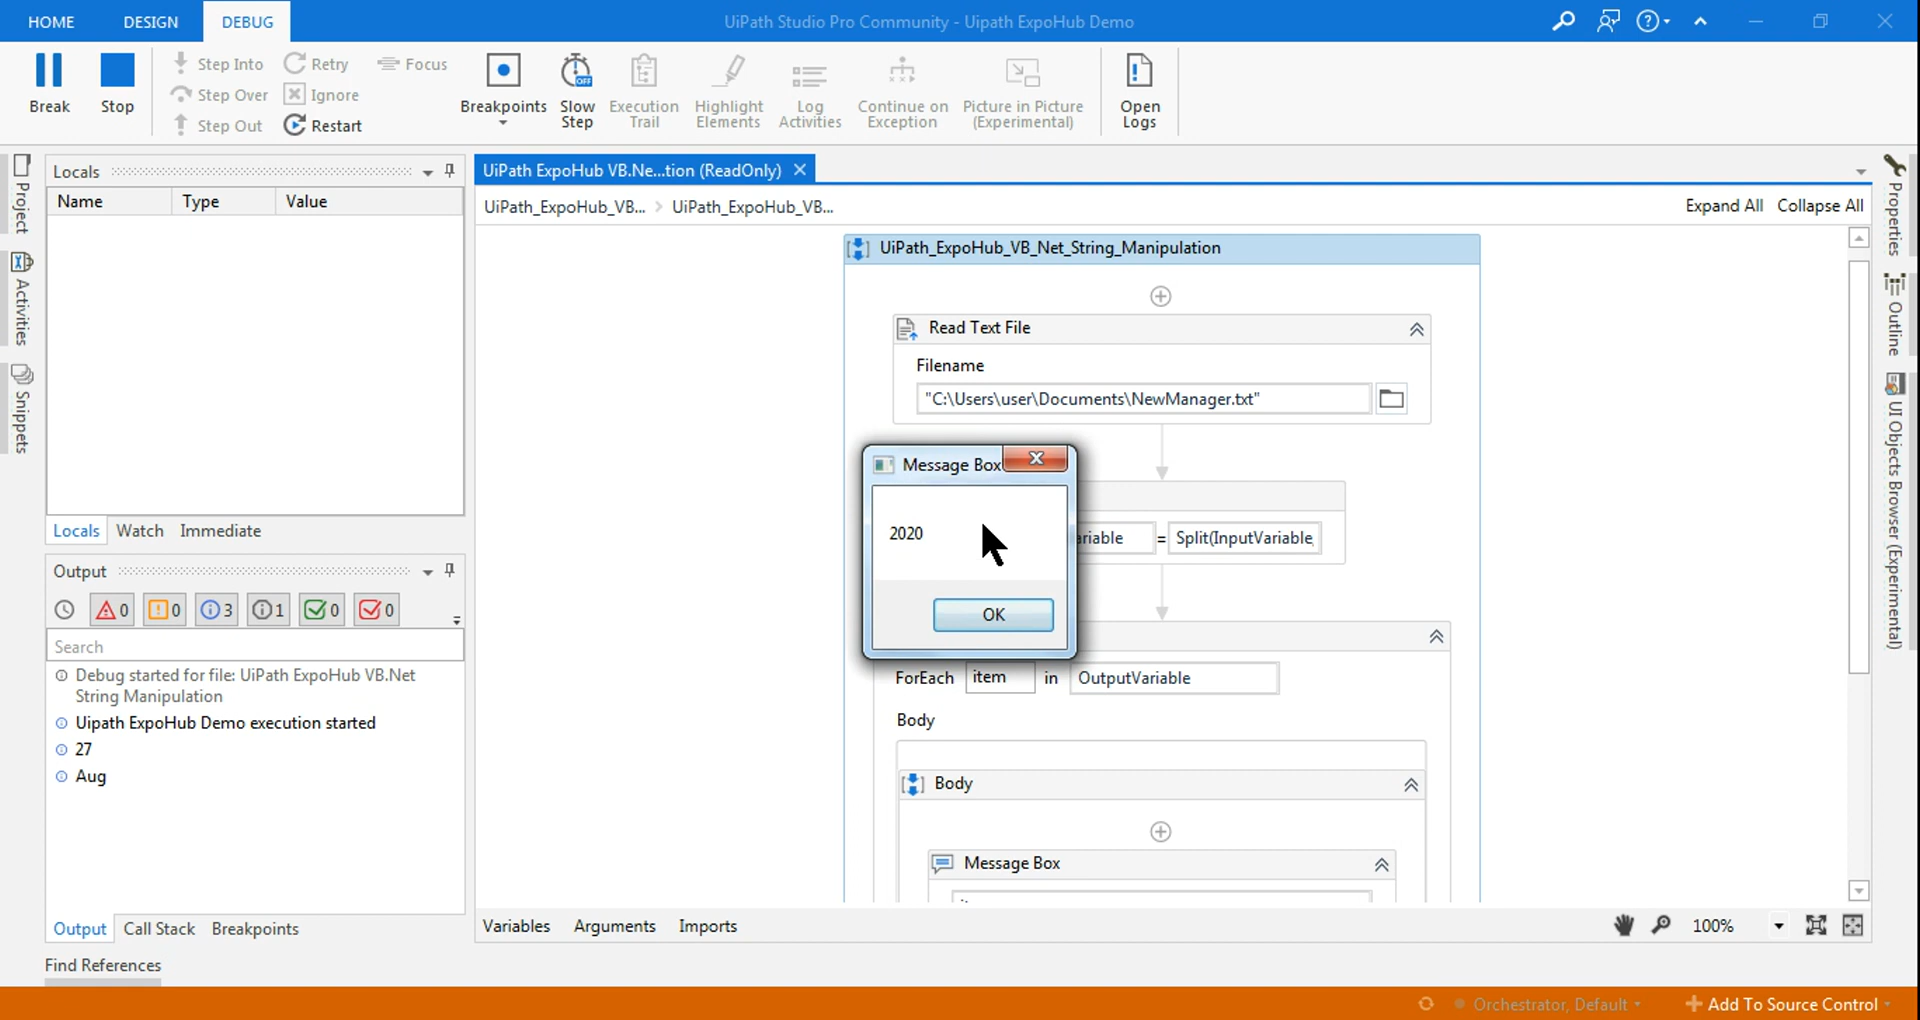 HOME DESIGN DEBUG UiPath Studio Pro Community - Uipath ExpoHub Demo
Break
Stop
Step Into
Step Over
Step Out
Retry
Ignore
Restart
Focus
Breakpoints
Slow
Step
Execution
Trail
Highlight
Elements
Log
Activities
Continue on
Exception
Picture in Picture
(Experimental)
Open
Logs
Project
Activities
Snippets
Locals
Name Type Value
Locals Watch Immediate
Output
0 0 3 1 0 0
Search
Debug started for file: UiPath ExpoHub VB.Net
String Manipulation
Uipath ExpoHub Demo execution started
27
Aug
Output Call Stack Breakpoints
Find References
UiPath ExpoHub VB.Ne...tion (ReadOnly)
UiPath_ExpoHub_VB... > UiPath_ExpoHub_VB...
Expand All Collapse All
UiPath_ExpoHub_VB_Net_String_Manipulation
Read Text File
Filename
"C:\Users\user\Documents\NewManager.txt"
Message Box
2020
OK
ariable = Split(InputVariable,
ForEach item in OutputVariable
Body
Body
Message Box
Variables Arguments Imports
100%
Properties
Outline
UI Objects Browser (Experimental)
Orchestrator, Default
Add To Source Control